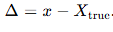 Δ = x − X_true.